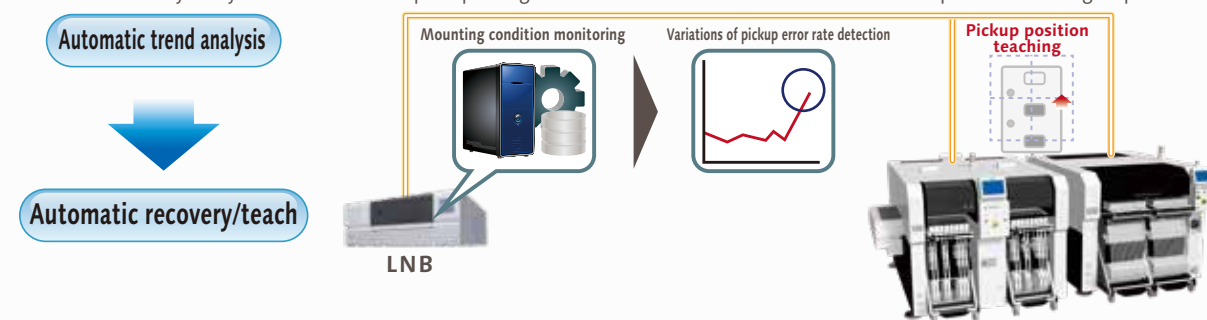 Automatic trend analysis
Mounting condition monitoring
Variations of pickup error rate detection
Pickup position
teaching
Automatic recovery/teach
LNB